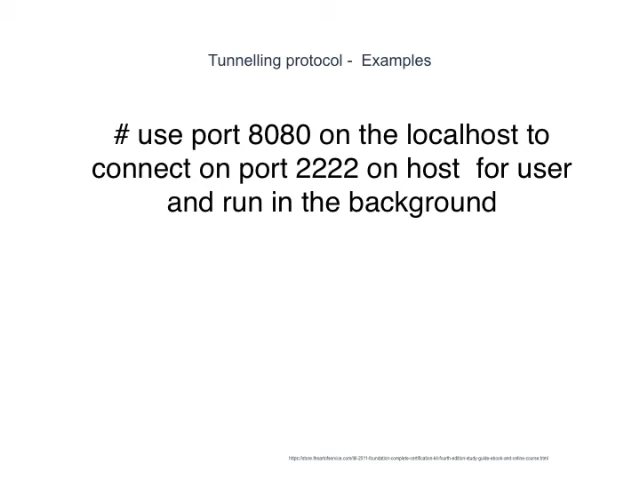 Tunnelling protocol -  Examples
# use port 8080 on the localhost to
connect on port 2222 on host  for user
and run in the background